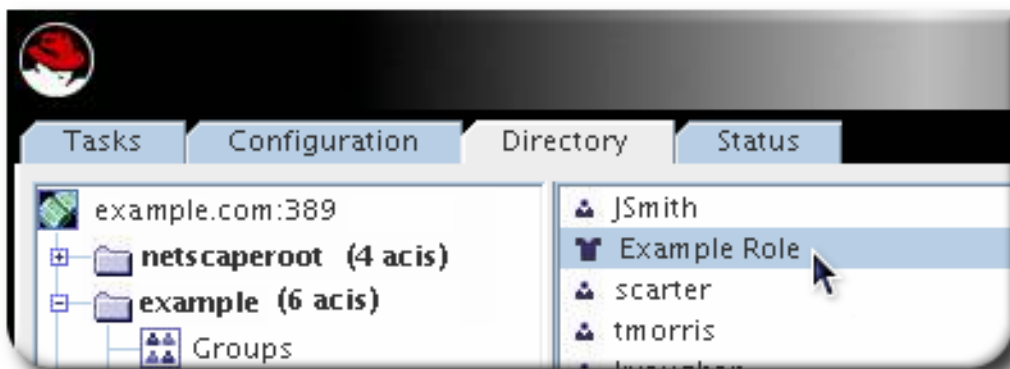 Tasks Configuration Directory Status
example.com:389
netscaperoot (4 acis)
example (6 acis)
Groups
JSmith
Example Role
scarter
tmorris